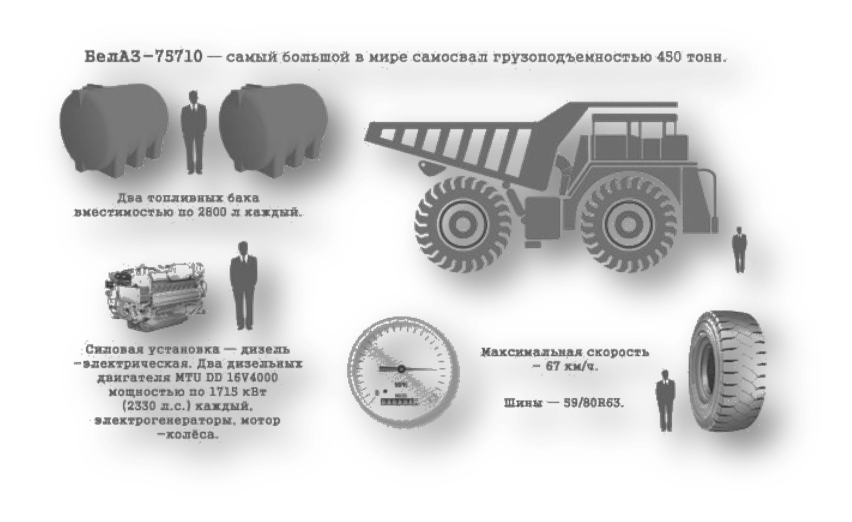 БелАЗ-75710 — самый большой в мире самосвал грузоподъемностью 450 тонн.
Два топливных бака
вместимостью по 2800 л каждый.
Силовая установка — дизель
-электрическая. Два дизельных
двигателя MTU DD 16V4000
мощностью по 1715 кВт
(2330 л.с.) каждый,
электрогенераторы, мотор
-колёса.
Максимальная скорость
- 67 км/ч.
Шины — 59/80R63.